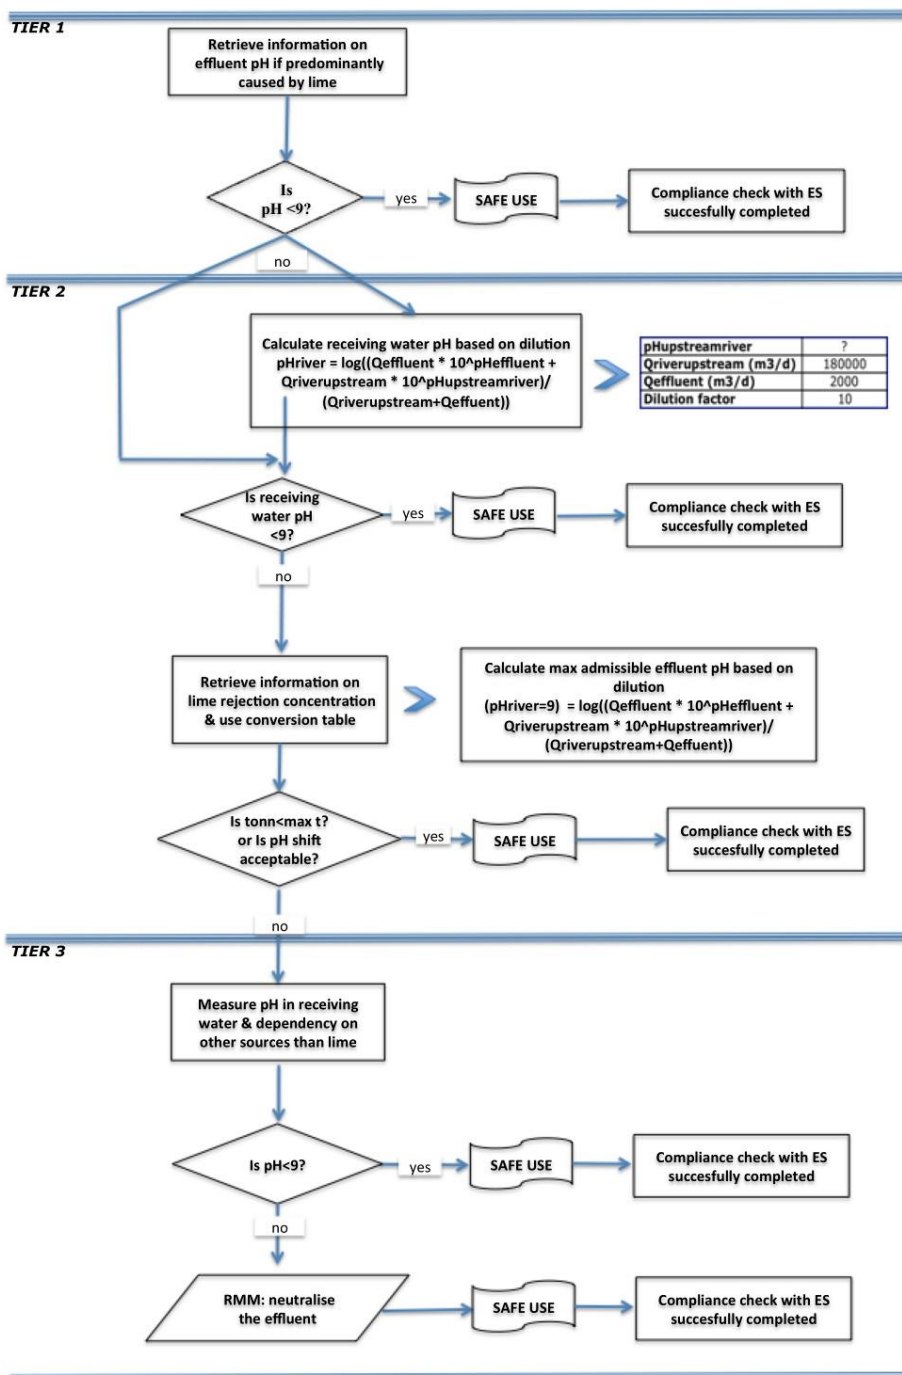 TIER 1
Retrieve information on
effluent pH if predominantly
caused by lime
Is
pH <9?
yes
SAFE USE
Compliance check with ES
succesfully completed
no
TIER 2
Calculate receiving water pH based on dilution
pHriver = log((Qeffluent * 10^pHeffluent +
Qriverupstream * 10^pHupstreamriver)/
(Qriverupstream+Qeffuent))
pHupstreamriver ?
Qriverupstream (m3/d) 180000
Qeffluent (m3/d) 2000
Dilution factor 10
Is receiving
water pH
<9?
yes
SAFE USE
Compliance check with ES
succesfully completed
no
Retrieve information on
lime rejection concentration
& use conversion table
Calculate max admissible effluent pH based on
dilution
(pHriver=9) = log((Qeffluent * 10^pHeffluent +
Qriverupstream * 10^pHupstreamriver)/
(Qriverupstream+Qeffuent))
Is tonn<max t?
or Is pH shift
acceptable?
yes
SAFE USE
Compliance check with ES
succesfully completed
no
TIER 3
Measure pH in receiving
water & dependency on
other sources than lime
Is pH<9?
yes
SAFE USE
Compliance check with ES
succesfully completed
no
RMM: neutralise
the effluent
SAFE USE
Compliance check with ES
succesfully completed